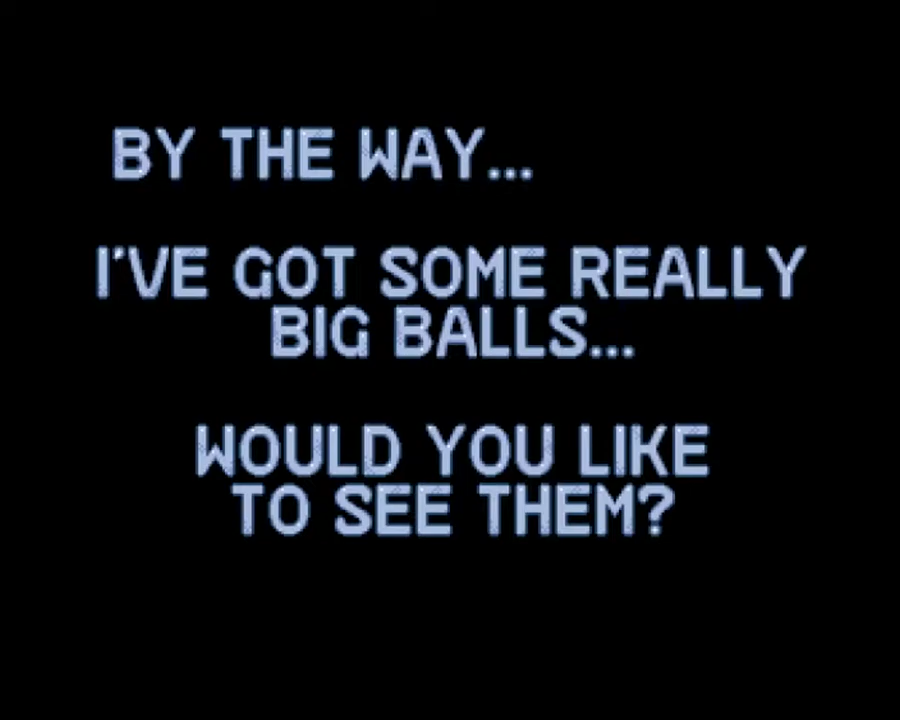 BY THE WAY...
I'VE GOT SOME REALLY
BIG BALLS...
WOULD YOU LIKE
TO SEE THEM?